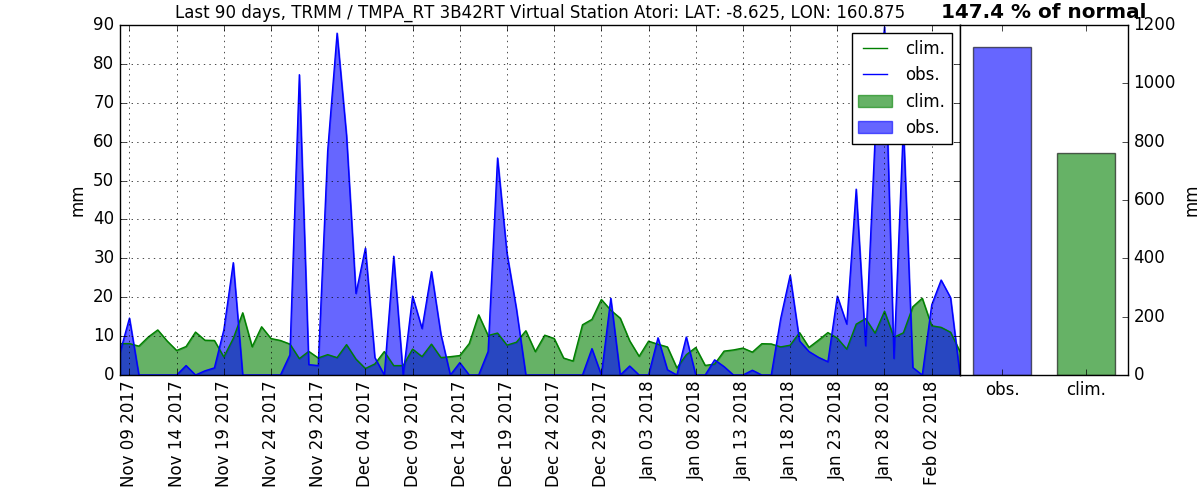 Last 90 days, TRMM / TMPA_RT 3B42RT Virtual Station Atori: LAT: -8.625, LON: 160.875
147.4 % of normal
90
80
70
60
50
40
30
20
10
0
mm
clim.
obs.
clim.
obs.
1200
1000
800
600
400
200
0
mm
obs.
clim.
Nov 09 2017
Nov 14 2017
Nov 19 2017
Nov 24 2017
Nov 29 2017
Dec 04 2017
Dec 09 2017
Dec 14 2017
Dec 19 2017
Dec 24 2017
Dec 29 2017
Jan 03 2018
Jan 08 2018
Jan 13 2018
Jan 18 2018
Jan 23 2018
Jan 28 2018
Feb 02 2018